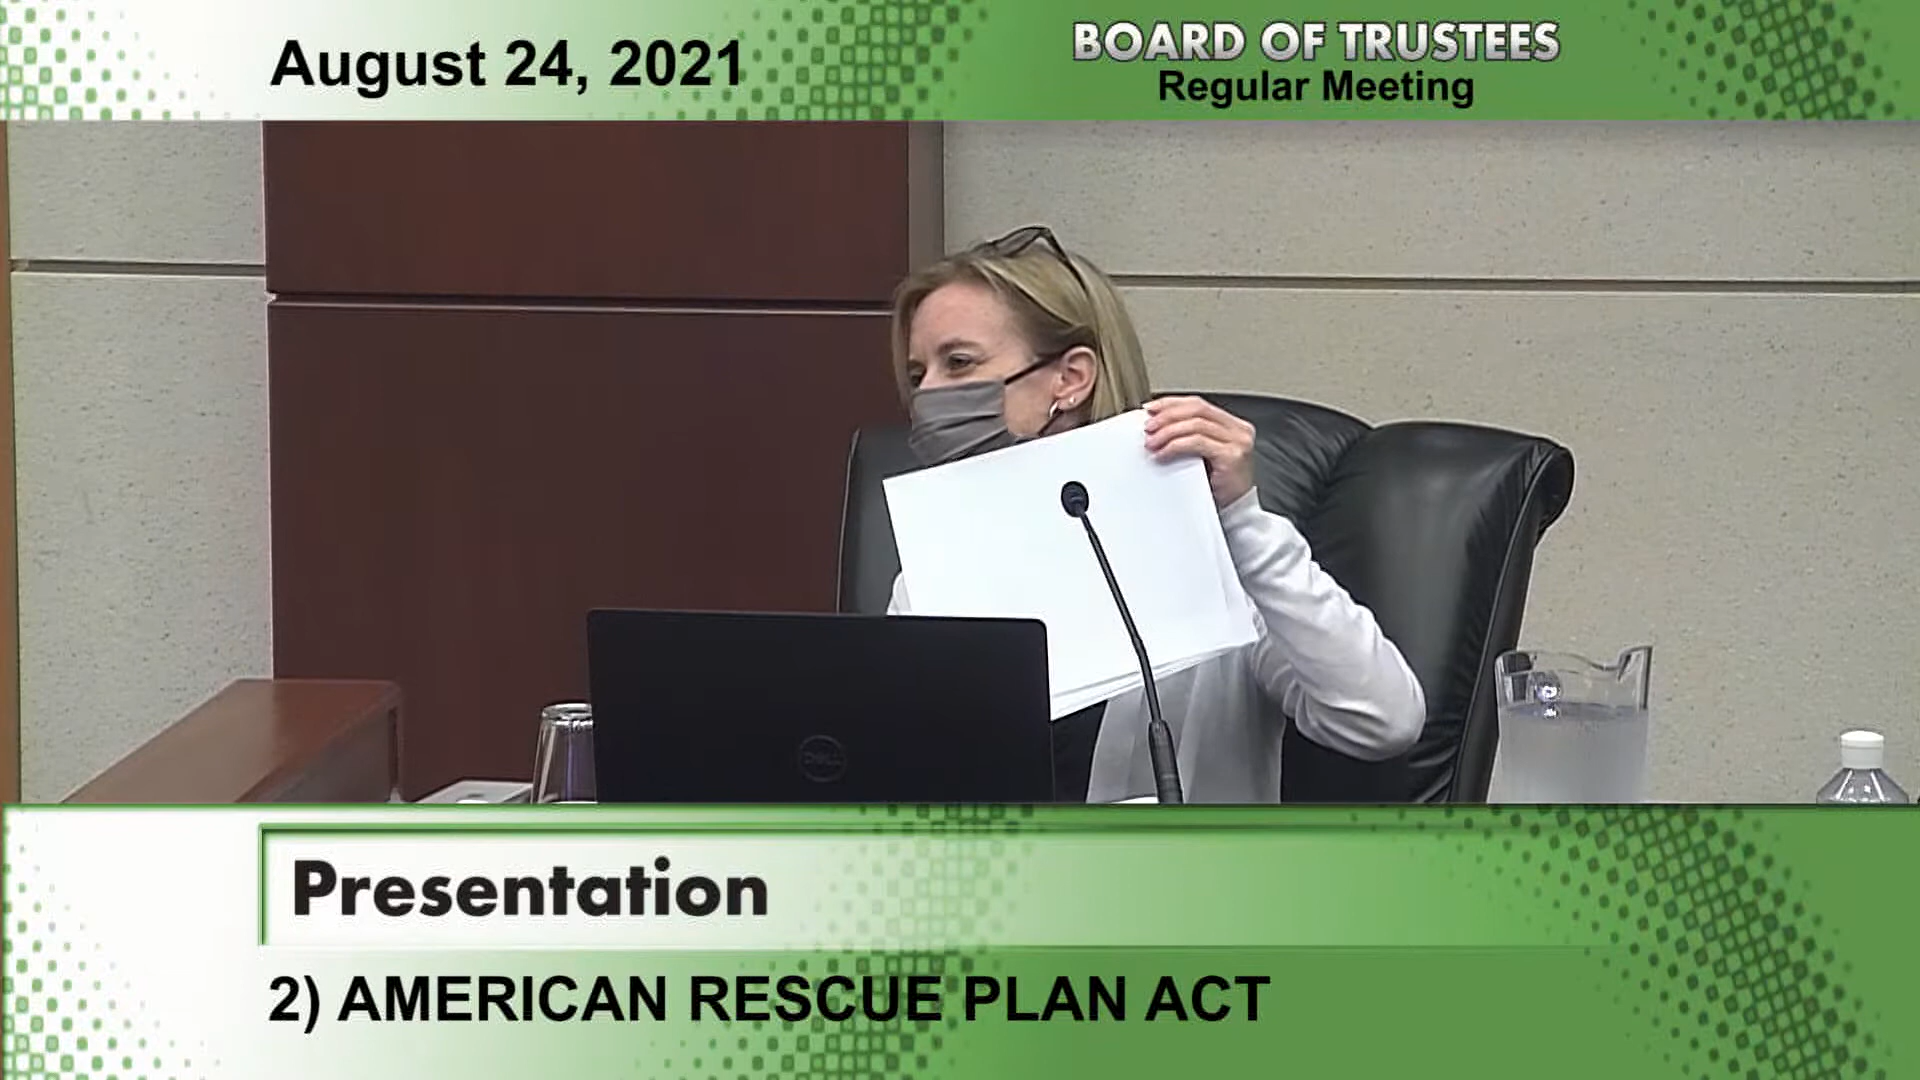 August 24, 2021
BOARD OF TRUSTEES
Regular Meeting
DELL
Presentation
2) AMERICAN RESCUE PLAN ACT